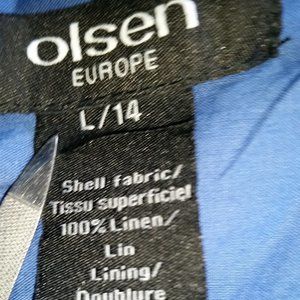 olsen
EUROPE
L/14
Shell fabric/
Tissu superficiel
100% Linen/
Lin
Lining/
Doublure